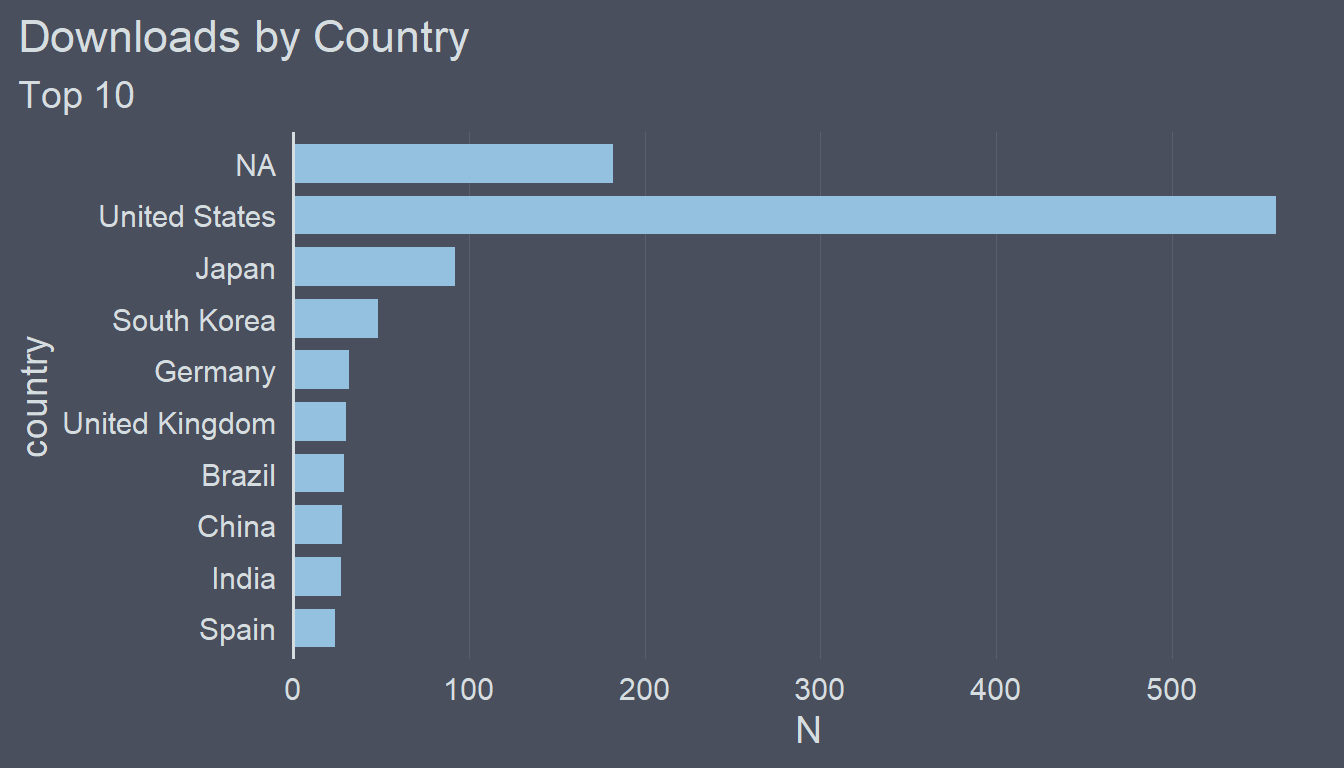 Downloads by Country
Top 10
NA
United States
Japan
South Korea
Germany
United Kingdom
Brazil
China
India
Spain
country
0 100 200 300 400 500
N